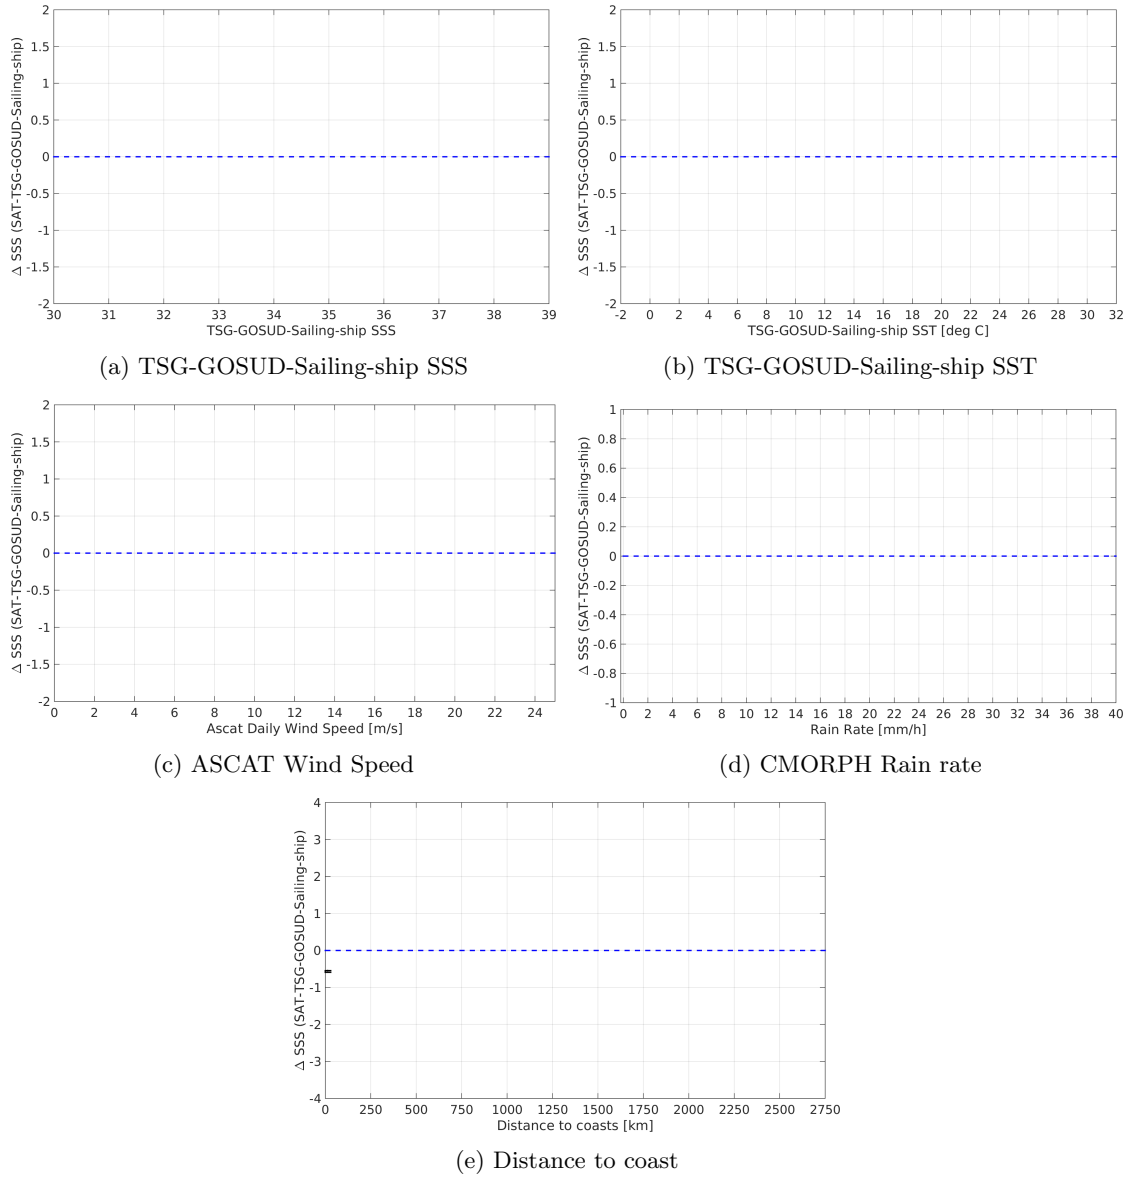 2
1.5
1
0.5
0
-0.5
-1
-1.5
-2
Δ SSS (SAT-TSG-GOSUD-Sailing-ship)
30 31 32 33 34 35 36 37 38 39
TSG-GOSUD-Sailing-ship SSS
(a) TSG-GOSUD-Sailing-ship SSS
2
1.5
1
0.5
0
-0.5
-1
-1.5
-2
Δ SSS (SAT-TSG-GOSUD-Sailing-ship)
-2 0 2 4 6 8 10 12 14 16 18 20 22 24 26 28 30 32
TSG-GOSUD-Sailing-ship SST [deg C]
(b) TSG-GOSUD-Sailing-ship SST
2
1.5
1
0.5
0
-0.5
-1
-1.5
-2
Δ SSS (SAT-TSG-GOSUD-Sailing-ship)
0 2 4 6 8 10 12 14 16 18 20 22 24
Ascat Daily Wind Speed [m/s]
(c) ASCAT Wind Speed
1
0.8
0.6
0.4
0.2
0
-0.2
-0.4
-0.6
-0.8
-1
Δ SSS (SAT-TSG-GOSUD-Sailing-ship)
0 2 4 6 8 10 12 14 16 18 20 22 24 26 28 30 32 34 36 38 40
Rain Rate [mm/h]
(d) CMORPH Rain rate
4
3
2
1
0
-1
-2
-3
-4
Δ SSS (SAT-TSG-GOSUD-Sailing-ship)
0 250 500 750 1000 1250 1500 1750 2000 2250 2500 2750
Distance to coasts [km]
(e) Distance to coast